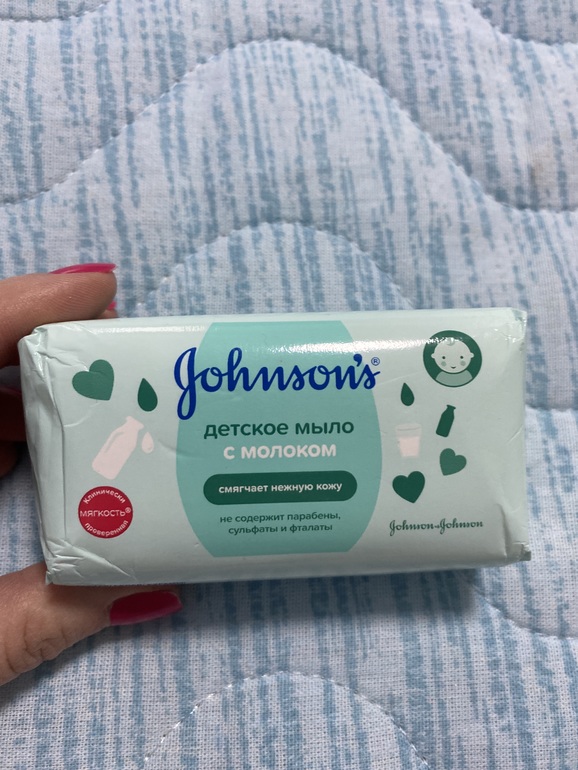 Johnson's®
детское мыло
с молоком
смягчает нежную кожу
не содержит парабены,
сульфаты и фталаты
Клинически
МЯГКОСТЬ®
проверенная
Johnson+Johnson